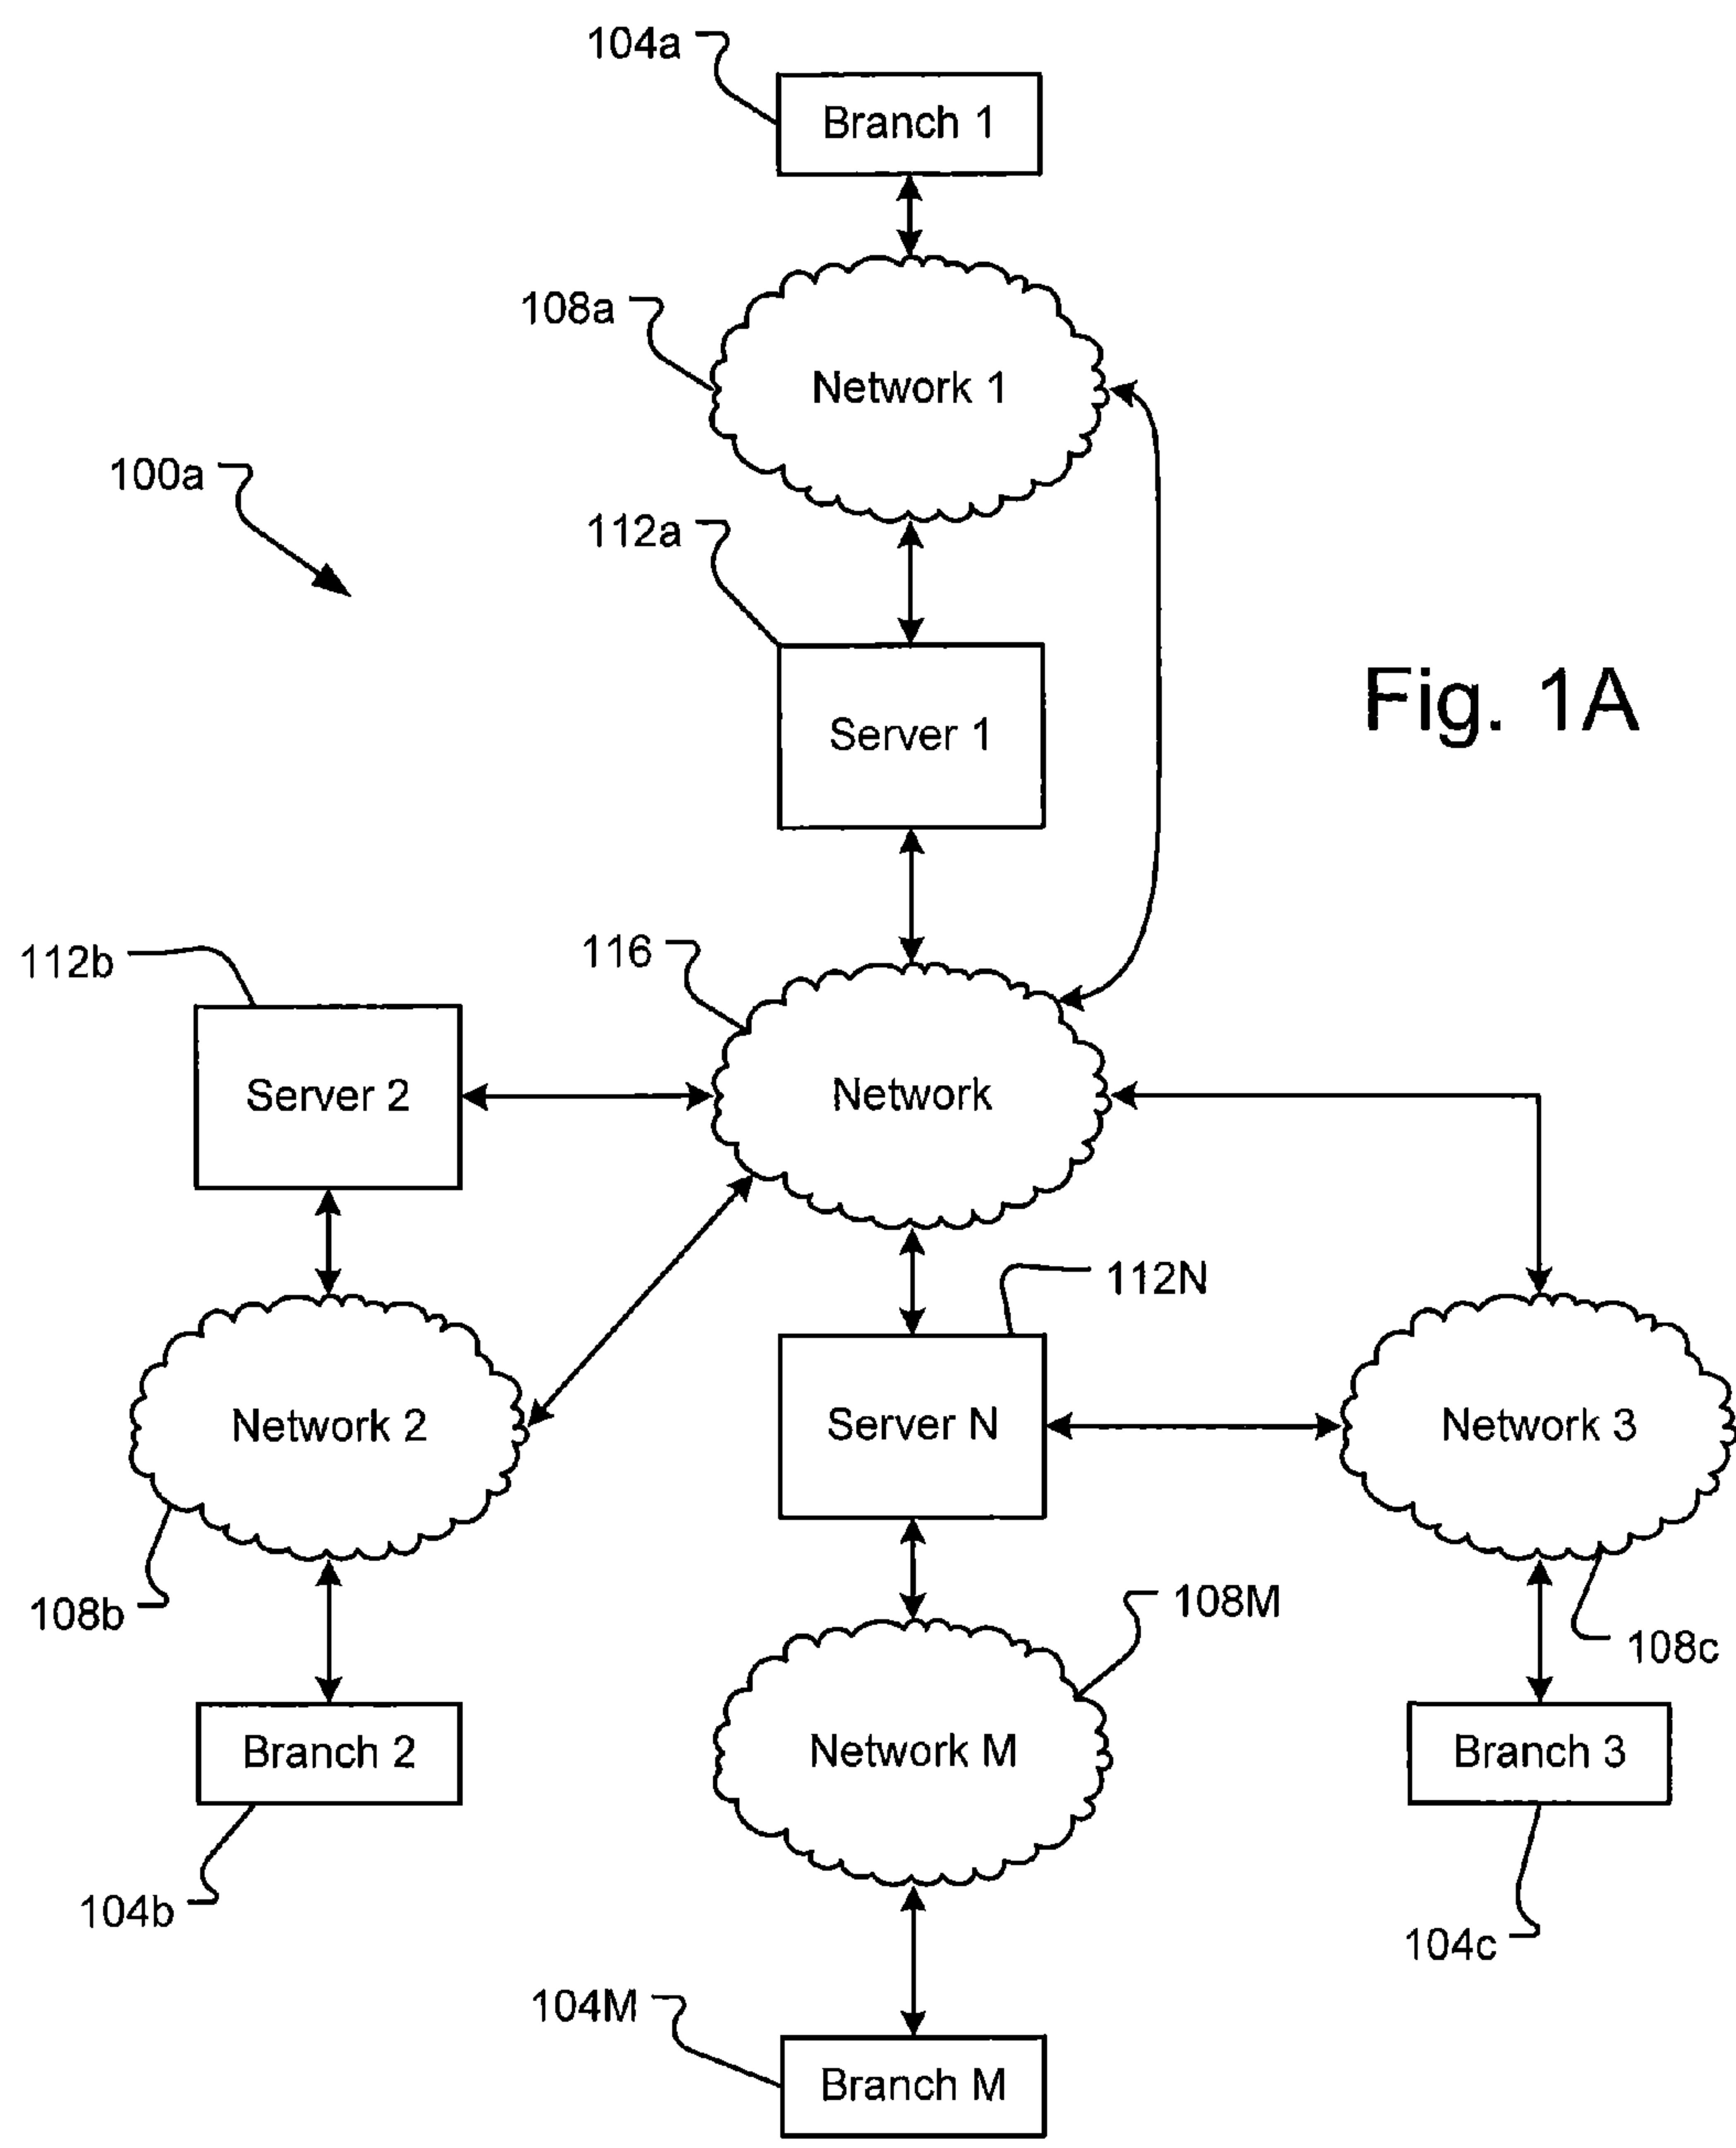 104a
Branch 1
108a
Network 1
100a
112a
Server 1
Fig. 1A
112b
116
Server 2
Network
112N
Network 2
Server N
Network 3
108b
108M
108c
Branch 2
Network M
Branch 3
104b
104c
104M
Branch M